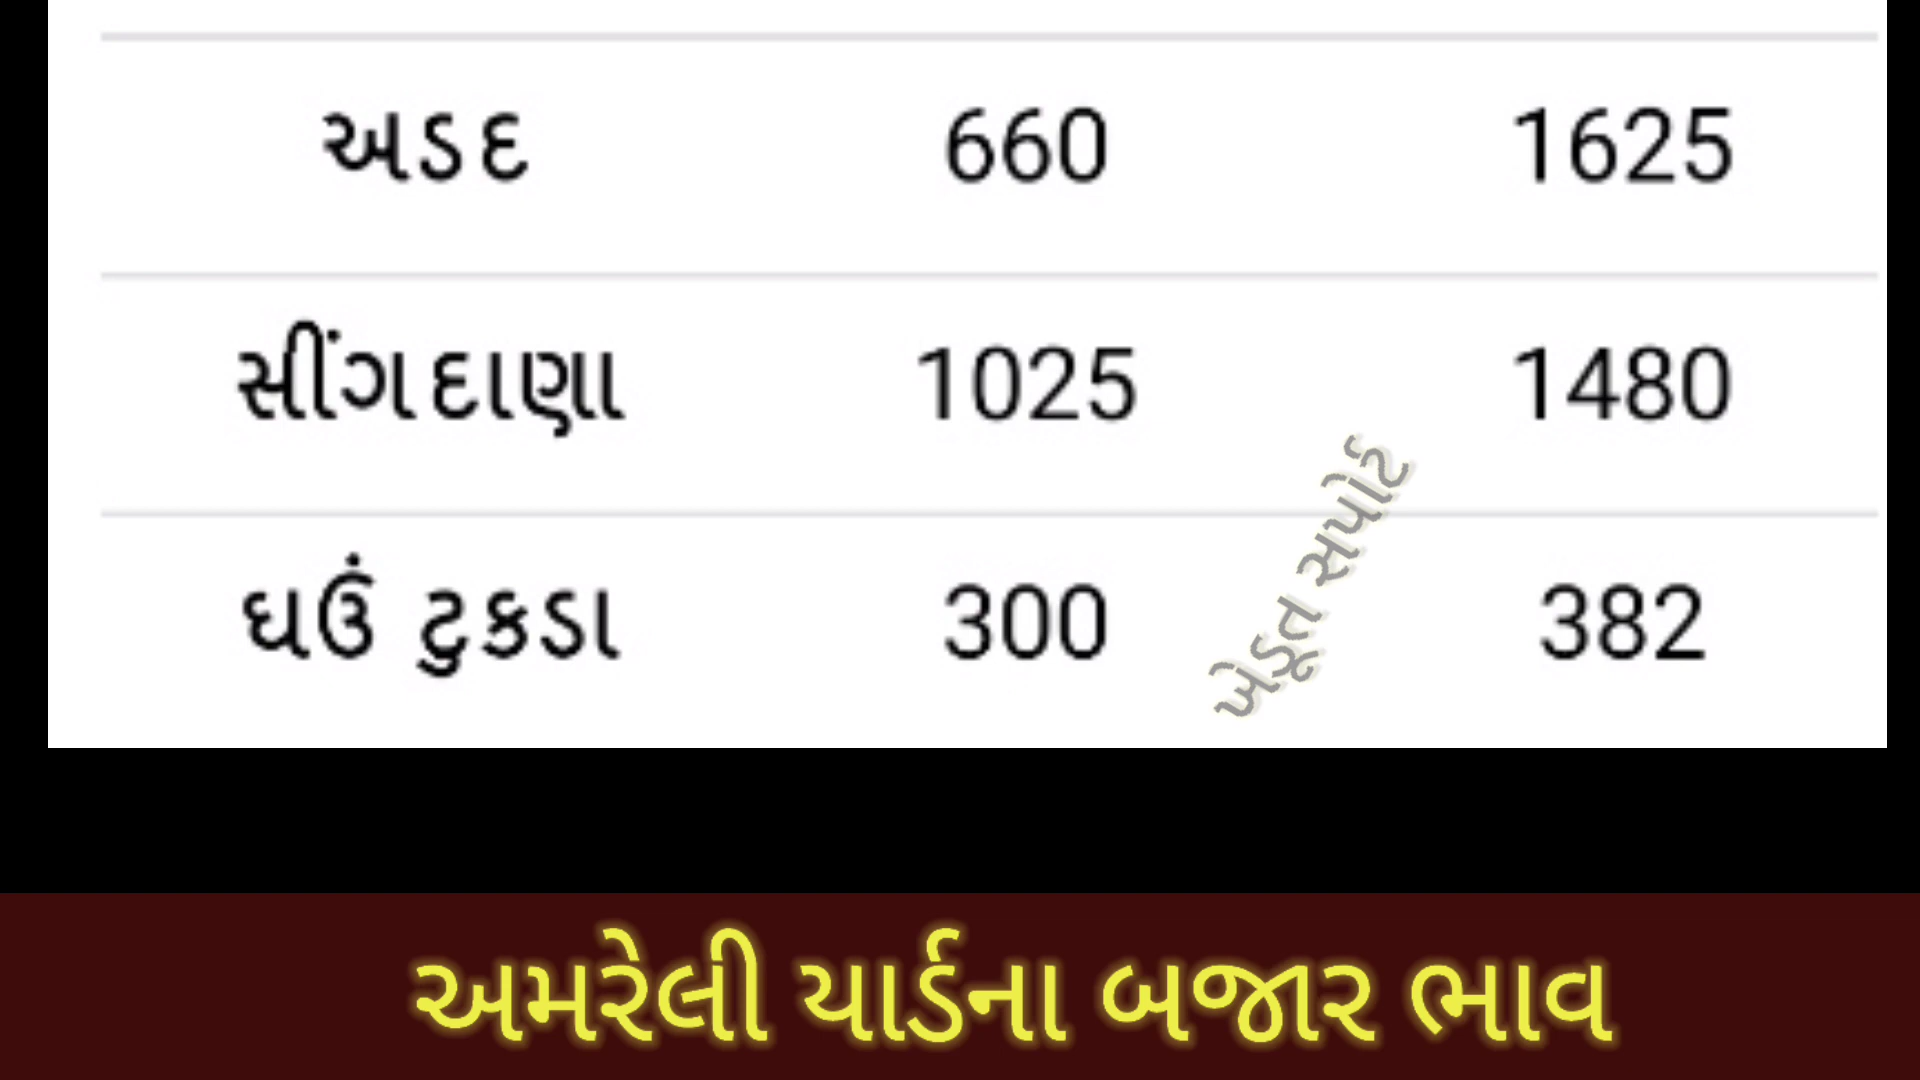 અડદ 660 1625
સીંગદાણા 1025 1480
ઘઉં ટુકડા 300 382
ખેડૂત સપોર્ટ
અમરેલી યાર્ડના બજાર ભાવ